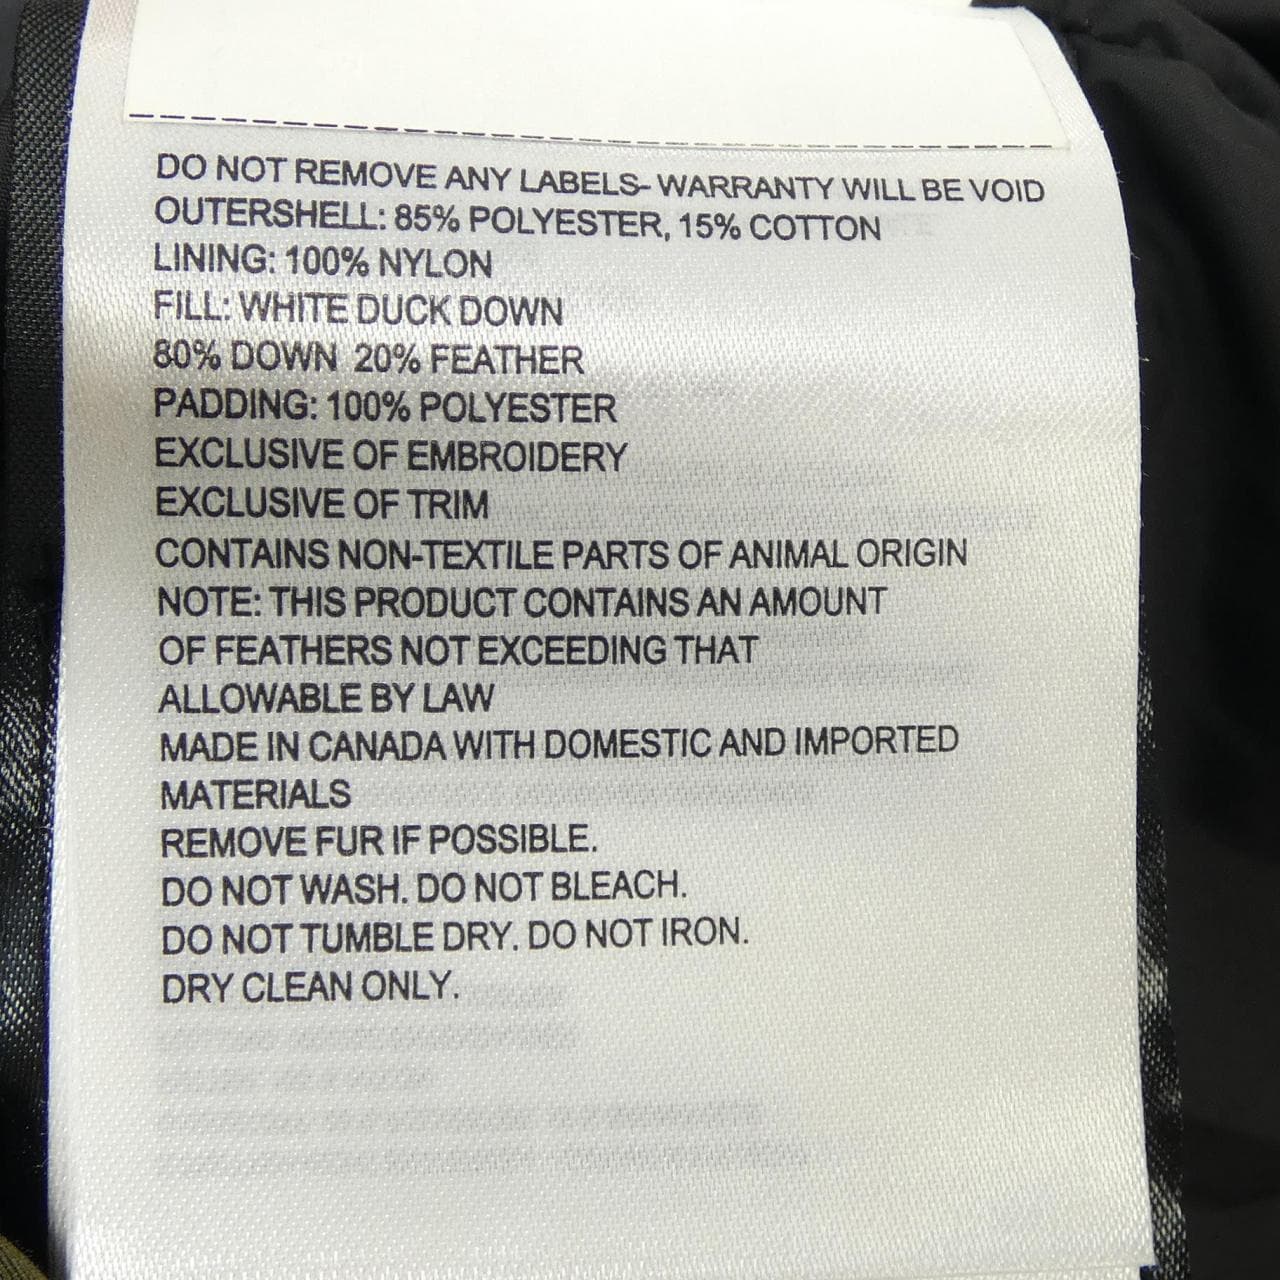 DO NOT REMOVE ANY LABELS- WARRANTY WILL BE VOID
OUTERSHELL: 85% POLYESTER, 15% COTTON
LINING: 100% NYLON
FILL: WHITE DUCK DOWN
80% DOWN 20% FEATHER
PADDING: 100% POLYESTER
EXCLUSIVE OF EMBROIDERY
EXCLUSIVE OF TRIM
CONTAINS NON-TEXTILE PARTS OF ANIMAL ORIGIN
NOTE: THIS PRODUCT CONTAINS AN AMOUNT
OF FEATHERS NOT EXCEEDING THAT
ALLOWABLE BY LAW
MADE IN CANADA WITH DOMESTIC AND IMPORTED
MATERIALS
REMOVE FUR IF POSSIBLE.
DO NOT WASH. DO NOT BLEACH.
DO NOT TUMBLE DRY. DO NOT IRON.
DRY CLEAN ONLY.